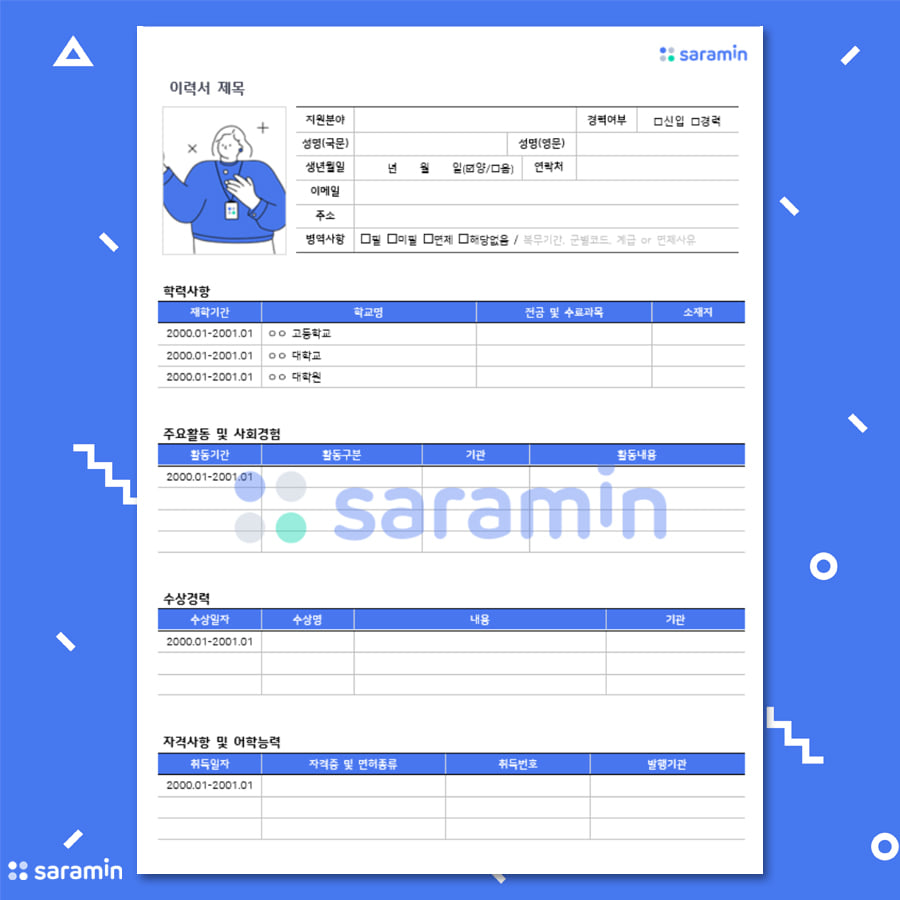 saramin
이력서 제목
지원분야 경력여부 □신입 □경력
성명(국문) 성명(영문)
생년월일 년 월 일(☑양/□음) 연락처
이메일
주소
병역사항 □필 □미필 □면제 □해당없음 / 복무기간, 군별코드, 계급 or 면제사유
학력사항
재학기간 학교명 전공 및 수료과목 소재지
2000.01-2001.01 ○○ 고등학교
2000.01-2001.01 ○○ 대학교
2000.01-2001.01 ○○ 대학원
주요활동 및 사회경험
활동기간 활동구분 기관 활동내용
2000.01-2001.01
saramin
수상경력
수상일자 수상명 내용 기관
2000.01-2001.01
자격사항 및 어학능력
취득일자 자격증 및 면허종류 취득번호 발행기관
2000.01-2001.01
saramin